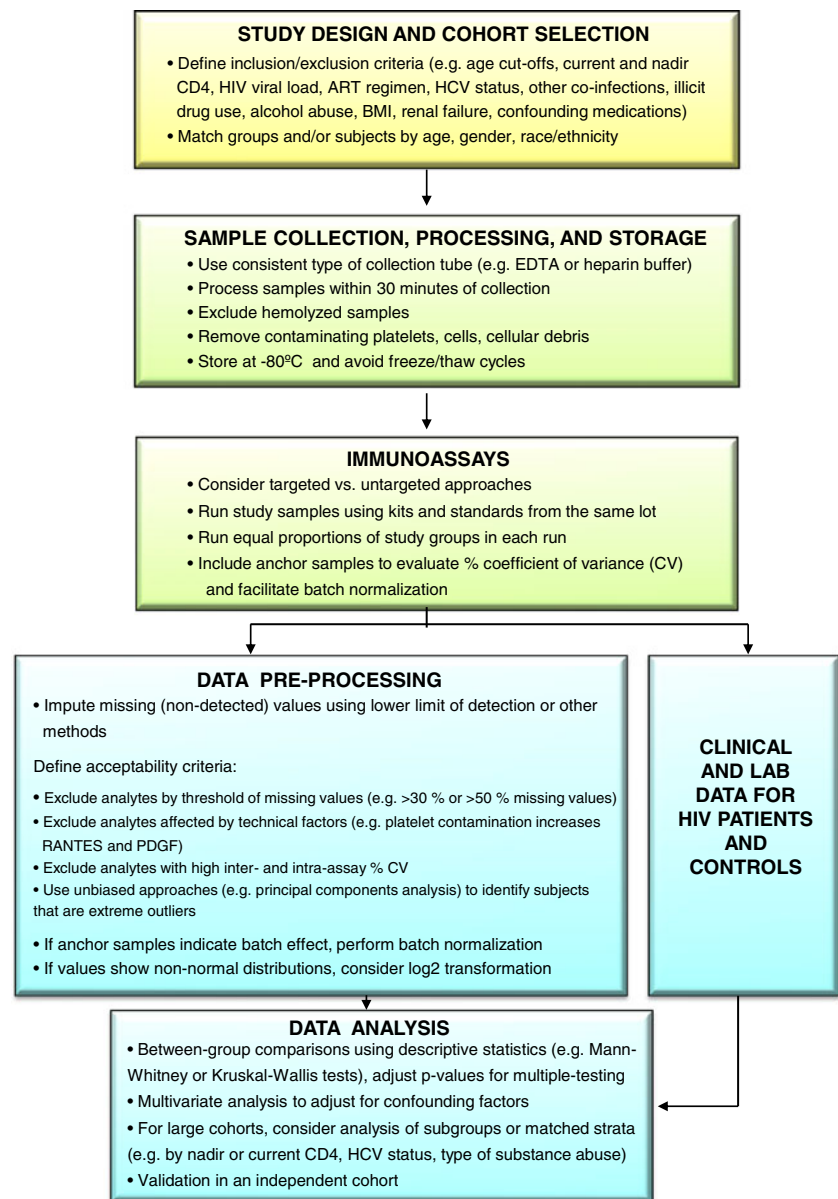 STUDY DESIGN AND COHORT SELECTION
• Define inclusion/exclusion criteria (e.g. age cut-offs, current and nadir
CD4, HIV viral load, ART regimen, HCV status, other co-infections, illicit
drug use, alcohol abuse, BMI, renal failure, confounding medications)
• Match groups and/or subjects by age, gender, race/ethnicity
SAMPLE COLLECTION, PROCESSING, AND STORAGE
• Use consistent type of collection tube (e.g. EDTA or heparin buffer)
• Process samples within 30 minutes of collection
• Exclude hemolyzed samples
• Remove contaminating platelets, cells, cellular debris
• Store at -80ºC and avoid freeze/thaw cycles
IMMUNOASSAYS
• Consider targeted vs. untargeted approaches
• Run study samples using kits and standards from the same lot
• Run equal proportions of study groups in each run
• Include anchor samples to evaluate % coefficient of variance (CV)
and facilitate batch normalization
DATA PRE-PROCESSING
• Impute missing (non-detected) values using lower limit of detection or other
methods
Define acceptability criteria:
• Exclude analytes by threshold of missing values (e.g. >30 % or >50 % missing values)
• Exclude analytes affected by technical factors (e.g. platelet contamination increases
RANTES and PDGF)
• Exclude analytes with high inter- and intra-assay % CV
• Use unbiased approaches (e.g. principal components analysis) to identify subjects
that are extreme outliers
• If anchor samples indicate batch effect, perform batch normalization
• If values show non-normal distributions, consider log2 transformation
CLINICAL
AND LAB
DATA FOR
HIV PATIENTS
AND
CONTROLS
DATA ANALYSIS
• Between-group comparisons using descriptive statistics (e.g. Mann-
Whitney or Kruskal-Wallis tests), adjust p-values for multiple-testing
• Multivariate analysis to adjust for confounding factors
• For large cohorts, consider analysis of subgroups or matched strata
(e.g. by nadir or current CD4, HCV status, type of substance abuse)
• Validation in an independent cohort